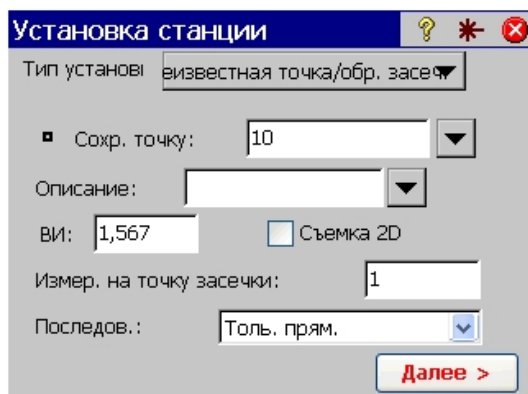 Установка станции
Тип установі еизвестная точка/обр. засеч
Сохр. точку: 10
Описание:
ВИ: 1,567 Съемка 2D
Измер. на точку засечки: 1
Последов.: Толь. прям.
Далее >